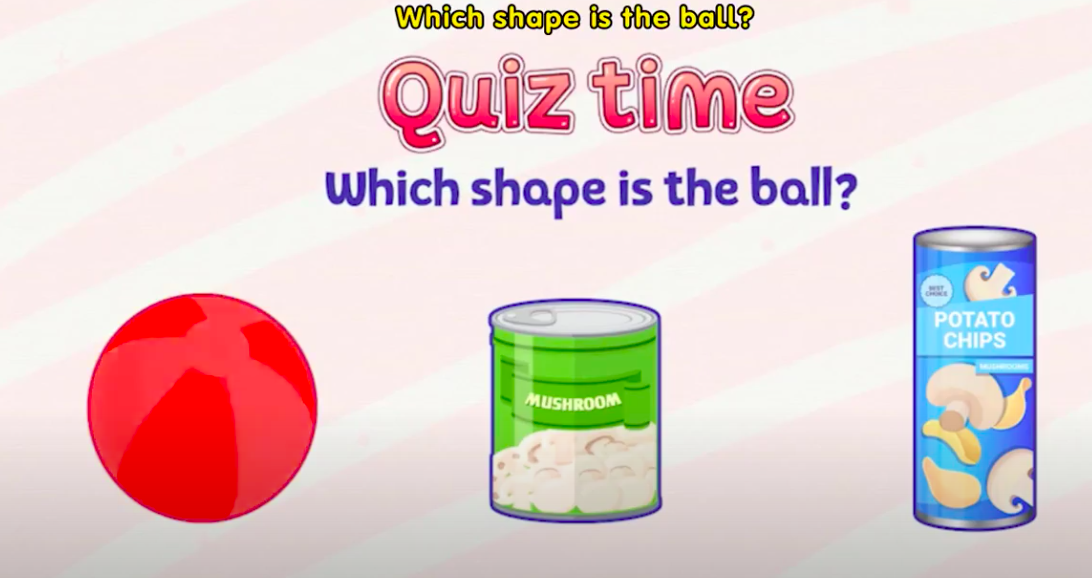 Which shape is the ball?
Quiz time
Which shape is the ball?
BEST
CHOICE
POTATO
CHIPS
MUSHROOMS
MUSHROOM